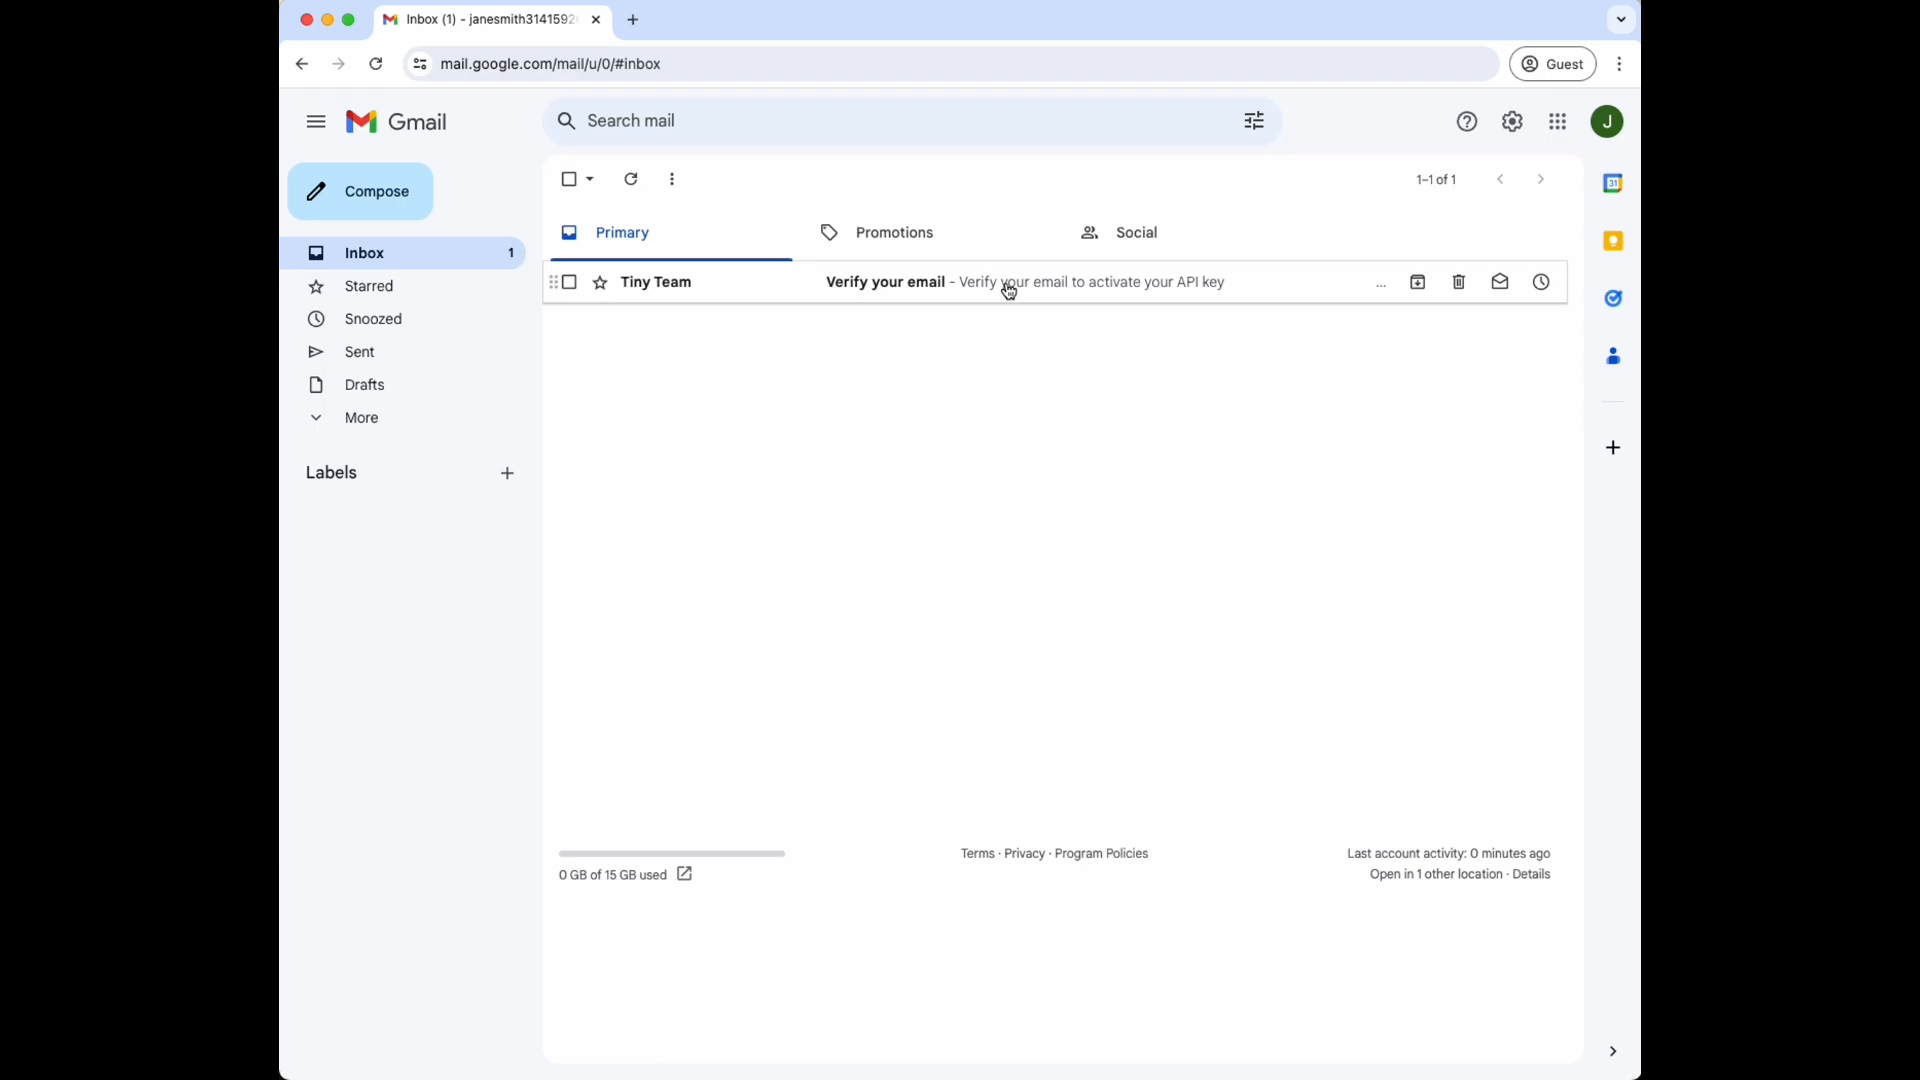 Inbox (1) - janesmith3141592
mail.google.com/mail/u/0/#inbox
Guest
Gmail
Search mail
J
Compose
1–1 of 1
31
Inbox 1
Primary
Promotions
Social
Starred
Tiny Team
Verify your email - Verify your email to activate your API key
...
Snoozed
Sent
Drafts
More
Labels
0 GB of 15 GB used
Terms · Privacy · Program Policies
Last account activity: 0 minutes ago
Open in 1 other location · Details